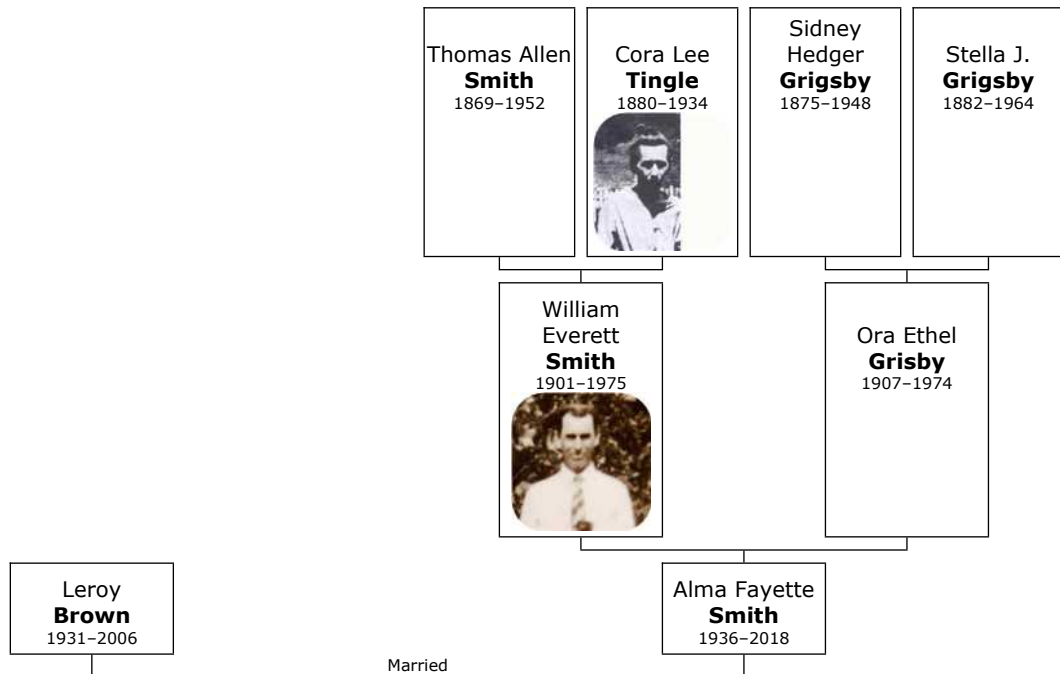 Thomas Allen
Smith
1869–1952
Cora Lee
Tingle
1880–1934
Sidney
Hedger
Grigsby
1875–1948
Stella J.
Grigsby
1882–1964
William
Everett
Smith
1901–1975
Ora Ethel
Grisby
1907–1974
Leroy
Brown
1931–2006
Alma Fayette
Smith
1936–2018
Married